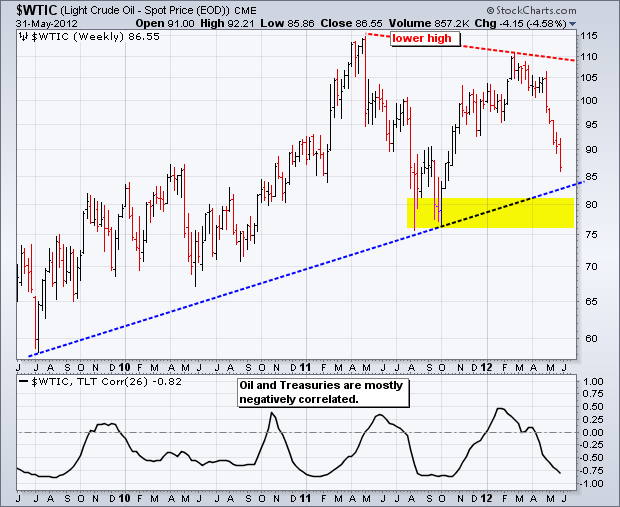 $WTIC (Light Crude Oil - Spot Price (EOD)) CME © StockCharts.com
31-May-2012 Open 91.00 High 92.21 Low 85.86 Close 86.55 Volume 857.2K Chg -4.15 (-4.58%)
$WTIC (Weekly) 86.55
lower high
115
110
105
100
95
90
85
80
75
70
65
60
J J A S O N D 10 F M A M J J A S O N D 11 F M A M J J A S O N D 12 F M A M J
$WTIC, TLT Corr(26) -0.82
Oil and Treasuries are mostly
negatively correlated.
1.00
0.75
0.50
0.25
0.00
-0.25
-0.50
-0.75
-1.00
J J A S O N D 10 F M A M J J A S O N D 11 F M A M J J A S O N D 12 F M A M J